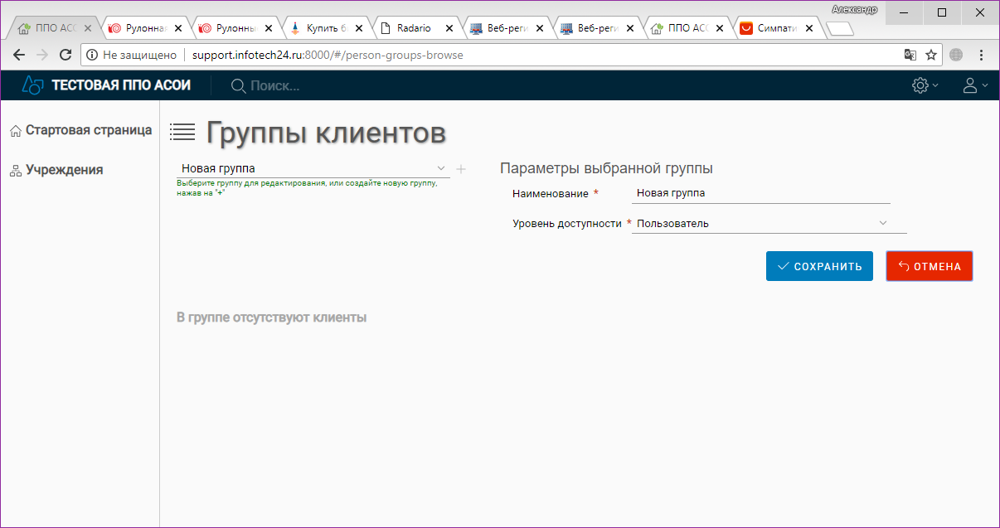 Александр
ППО АСО
Рулонная
Рулонны
Купить б
Radario
Веб-реги
Веб-реги
ППО АСО
Симпати
Не защищено
support.infotech24.ru:8000/#/person-groups-browse
ТЕСТОВАЯ ППО АСОИ
Поиск...
Стартовая страница
Учреждения
Группы клиентов
Новая группа
Выберите группу для редактирования, или создайте новую группу,
нажав на "+"
Параметры выбранной группы
Наименование * Новая группа
Уровень доступности * Пользователь
СОХРАНИТЬ ОТМЕНА
В группе отсутствуют клиенты